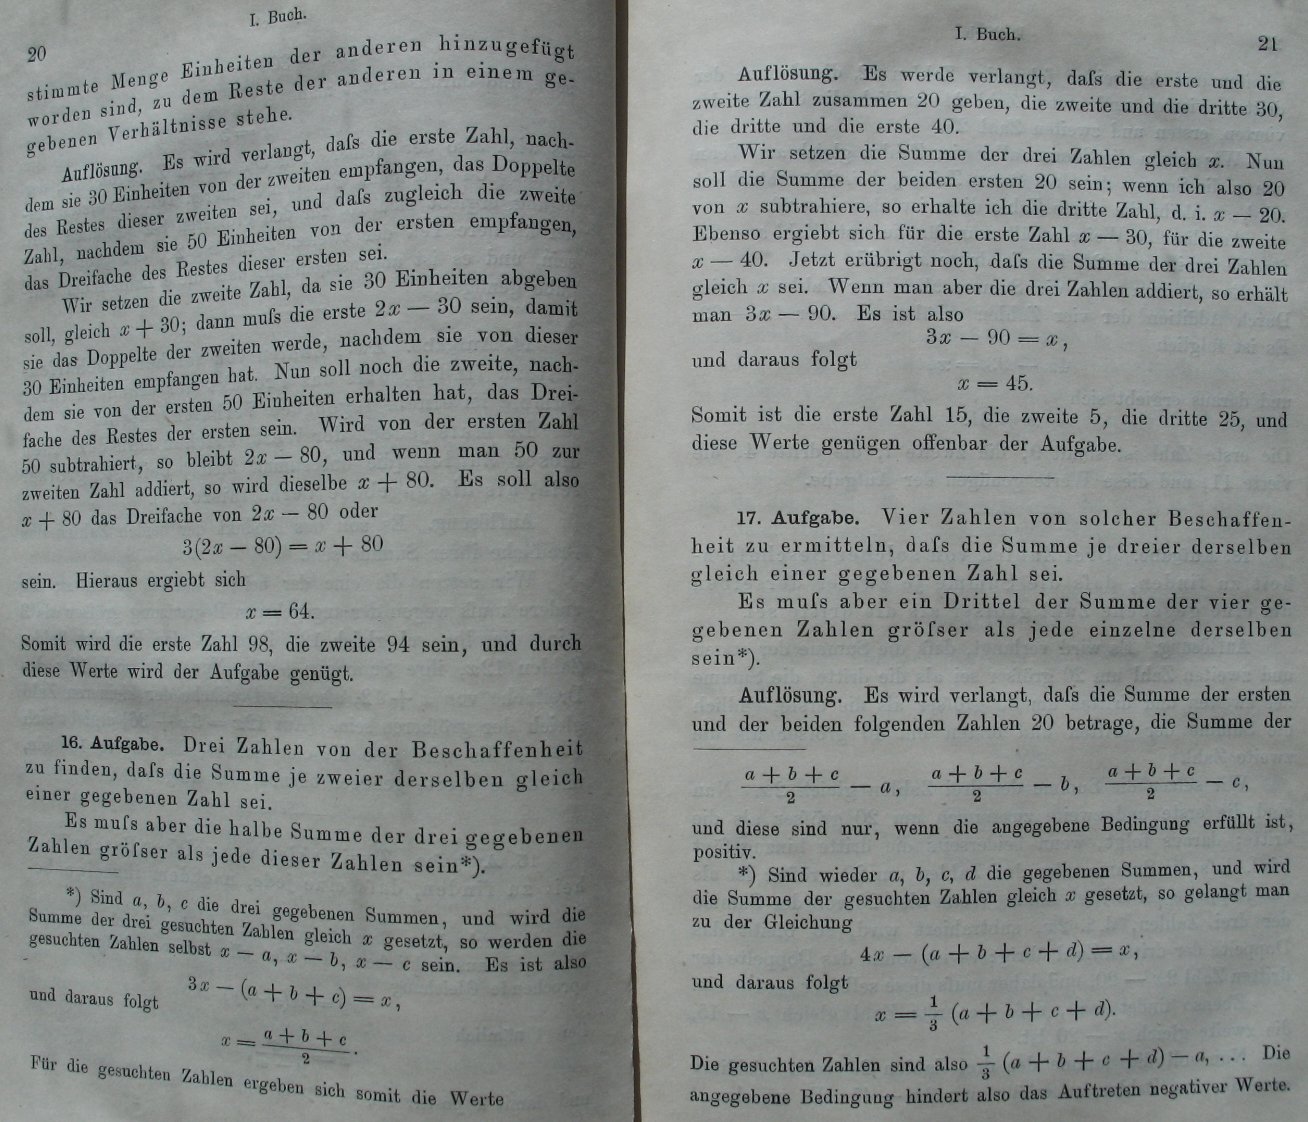 I. Buch.
20
stimmte Menge Einheiten der anderen hinzugefügt
worden sind, zu dem Reste der anderen in einem ge-
gebenen Verhältnisse stehe.
Auflösung. Es wird verlangt, daſs die erste Zahl, nach-
dem sie 30 Einheiten von der zweiten empfangen, das Doppelte
des Restes dieser zweiten sei, und daſs zugleich die zweite
Zahl, nachdem sie 50 Einheiten von der ersten empfangen,
das Dreifache des Restes dieser ersten sei.
Wir setzen die zweite Zahl, da sie 30 Einheiten abgeben
soll, gleich x + 30; dann muſs die erste 2x — 30 sein, damit
sie das Doppelte der zweiten werde, nachdem sie von dieser
30 Einheiten empfangen hat. Nun soll noch die zweite, nach-
dem sie von der ersten 50 Einheiten erhalten hat, das Drei-
fache des Restes der ersten sein. Wird von der ersten Zahl
50 subtrahiert, so bleibt 2x — 80, und wenn man 50 zur
zweiten Zahl addiert, so wird dieselbe x + 80. Es soll also
x + 80 das Dreifache von 2x — 80 oder
3(2x — 80) = x + 80
sein. Hieraus ergiebt sich
x = 64.
Somit wird die erste Zahl 98, die zweite 94 sein, und durch
diese Werte wird der Aufgabe genügt.
16. Aufgabe. Drei Zahlen von der Beschaffenheit
zu finden, daſs die Summe je zweier derselben gleich
einer gegebenen Zahl sei.
Es muſs aber die halbe Summe der drei gegebenen
Zahlen gröſser als jede dieser Zahlen sein*).
*) Sind a, b, c die drei gegebenen Summen, und wird die
Summe der drei gesuchten Zahlen gleich x gesetzt, so werden die
gesuchten Zahlen selbst x — a, x — b, x — c sein. Es ist also
3x — (a + b + c) = x,
und daraus folgt
x = (a + b + c)/2.
Für die gesuchten Zahlen ergeben sich somit die Werte
I. Buch.
21
Auflösung. Es werde verlangt, daſs die erste und die
zweite Zahl zusammen 20 geben, die zweite und die dritte 30,
die dritte und die erste 40.
Wir setzen die Summe der drei Zahlen gleich x. Nun
soll die Summe der beiden ersten 20 sein; wenn ich also 20
von x subtrahiere, so erhalte ich die dritte Zahl, d. i. x — 20.
Ebenso ergiebt sich für die erste Zahl x — 30, für die zweite
x — 40. Jetzt erübrigt noch, daſs die Summe der drei Zahlen
gleich x sei. Wenn man aber die drei Zahlen addiert, so erhält
man 3x — 90. Es ist also
3x — 90 = x,
und daraus folgt
x = 45.
Somit ist die erste Zahl 15, die zweite 5, die dritte 25, und
diese Werte genügen offenbar der Aufgabe.
17. Aufgabe. Vier Zahlen von solcher Beschaffen-
heit zu ermitteln, daſs die Summe je dreier derselben
gleich einer gegebenen Zahl sei.
Es muſs aber ein Drittel der Summe der vier ge-
gebenen Zahlen gröſser als jede einzelne derselben
sein*).
Auflösung. Es wird verlangt, daſs die Summe der ersten
und der beiden folgenden Zahlen 20 betrage, die Summe der
(a + b + c)/2 — a, (a + b + c)/2 — b, (a + b + c)/2 — c,
und diese sind nur, wenn die angegebene Bedingung erfüllt ist,
positiv.
*) Sind wieder a, b, c, d die gegebenen Summen, und wird
die Summe der gesuchten Zahlen gleich x gesetzt, so gelangt man
zu der Gleichung
4x — (a + b + c + d) = x,
und daraus folgt
x = 1/3 (a + b + c + d).
Die gesuchten Zahlen sind also 1/3 (a + b + c + d) — a, ... Die
angegebene Bedingung hindert also das Auftreten negativer Werte.